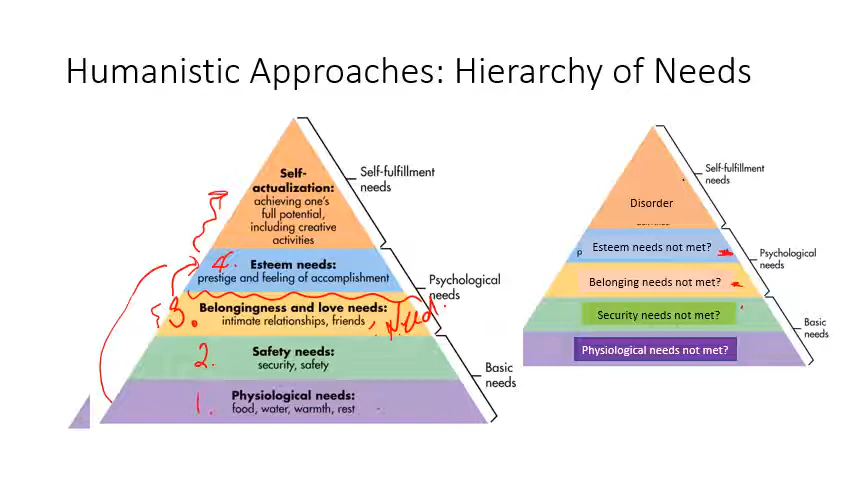 Humanistic Approaches: Hierarchy of Needs
Self-
actualization:
achieving one's
full potential,
including creative
activities
Self-fulfillment
needs
4.
Esteem needs:
prestige and feeling of accomplishment
Psychological
needs
3.
Belongingness and love needs:
intimate relationships, friends
Need.
2.
Safety needs:
security, safety
Basic
needs
1.
Physiological needs:
food, water, warmth, rest
Disorder
Self-fulfillment
needs
p
Esteem needs not met?
Psychological
needs
Belonging needs not met?
Security needs not met?
Basic
needs
Physiological needs not met?